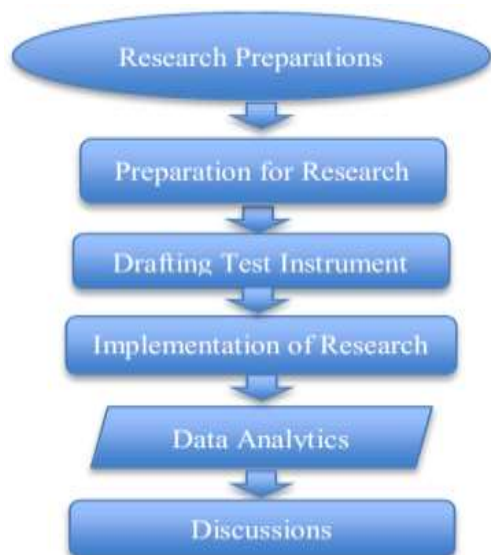 Research Preparations
Preparation for Research
Drafting Test Instrument
Implementation of Research
Data Analytics
Discussions